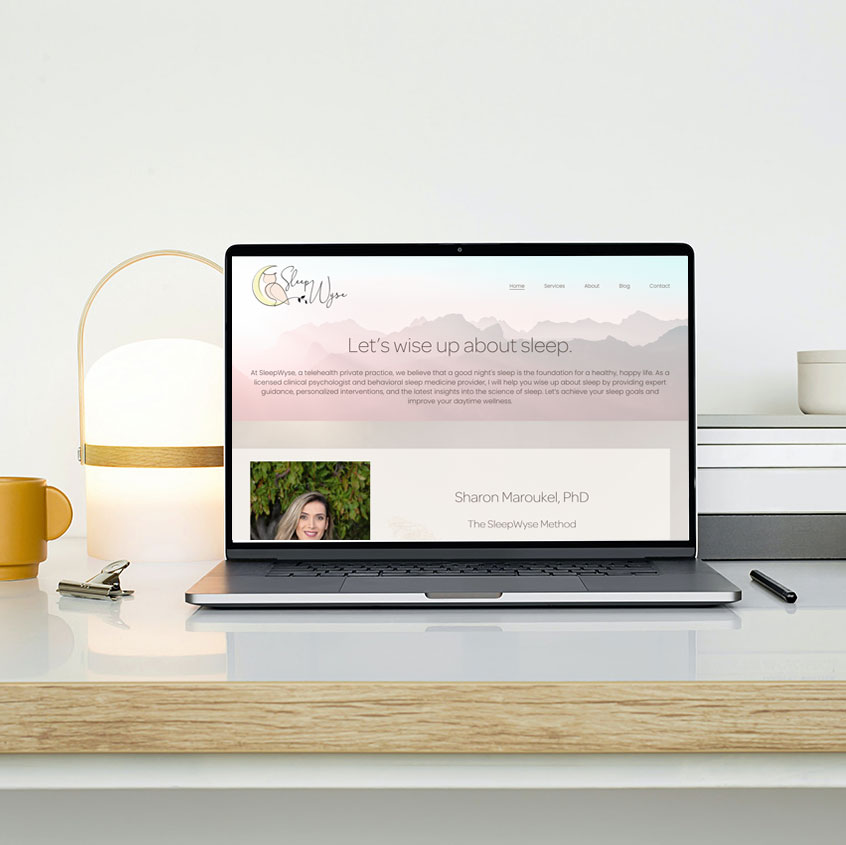 Sleep
Wyse
Home Services About Blog Contact
Let's wise up about sleep.
At SleepWyse, a telehealth private practice, we believe that a good night's sleep is the foundation for a healthy, happy life. As a
licensed clinical psychologist and behavioral sleep medicine provider, I will help you wise up about sleep by providing expert
guidance, personalized interventions, and the latest insights into the science of sleep. Let's achieve your sleep goals and
improve your daytime wellness.
Sharon Maroukel, PhD
The SleepWyse Method